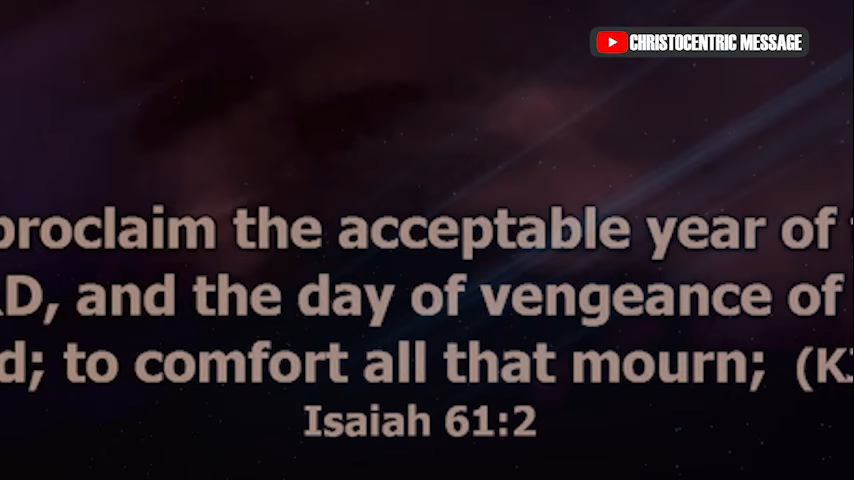 CHRISTOCENTRIC MESSAGE
proclaim the acceptable year of
D, and the day of vengeance of
d; to comfort all that mourn; (K
Isaiah 61:2